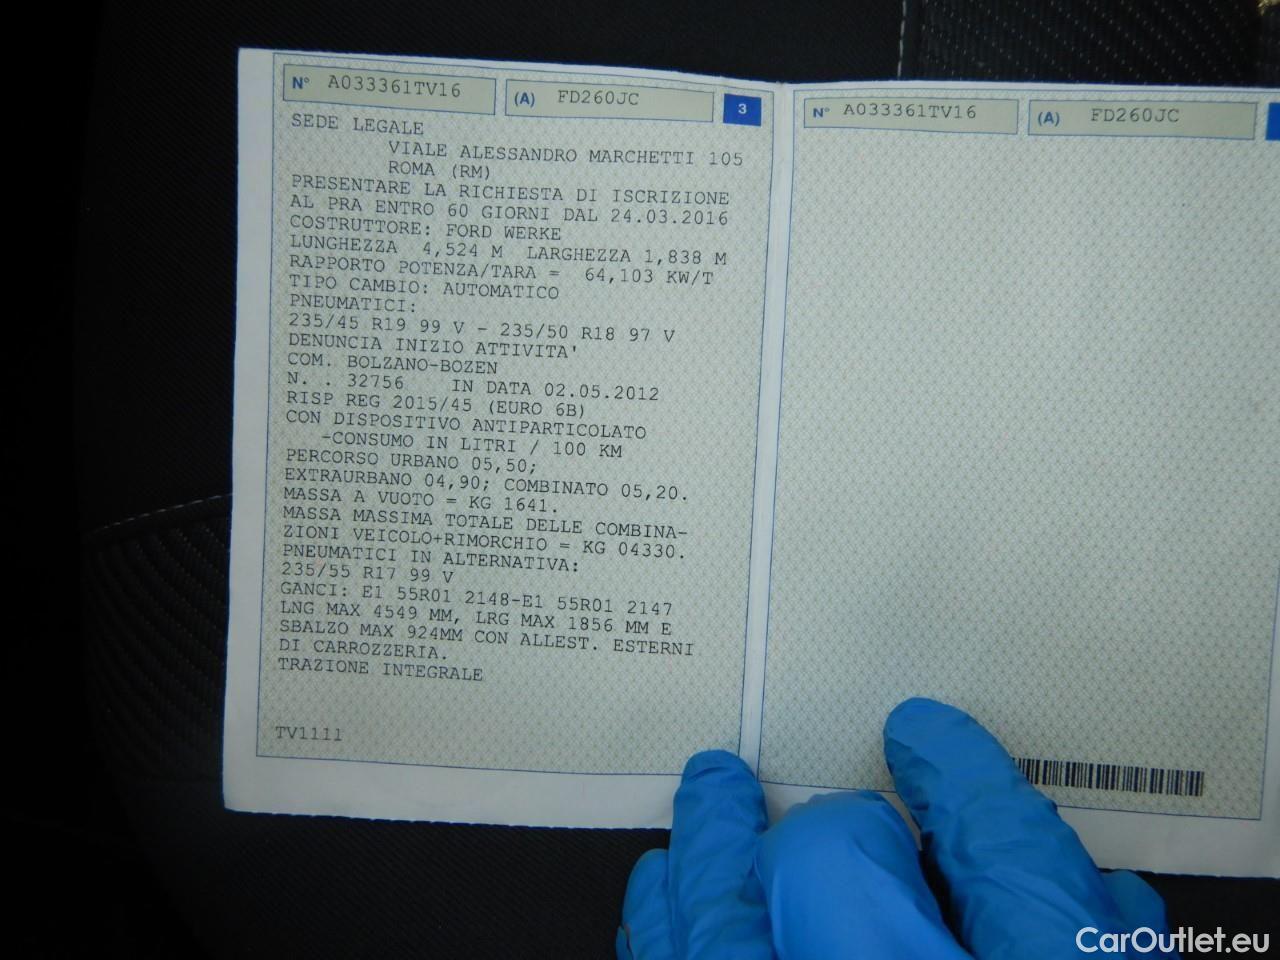 N° A033361TV16
(A) FD260JC
3
SEDE LEGALE
VIALE ALESSANDRO MARCHETTI 105
ROMA (RM)
PRESENTARE LA RICHIESTA DI ISCRIZIONE
AL PRA ENTRO 60 GIORNI DAL 24.03.2016
COSTRUTTORE: FORD WERKE
LUNGHEZZA 4,524 M LARGHEZZA 1,838 M
RAPPORTO POTENZA/TARA = 64,103 KW/T
TIPO CAMBIO: AUTOMATICO
PNEUMATICI:
235/45 R19 99 V - 235/50 R18 97 V
DENUNCIA INIZIO ATTIVITA'
COM. BOLZANO-BOZEN
N. . 32756 IN DATA 02.05.2012
RISP REG 2015/45 (EURO 6B)
CON DISPOSITIVO ANTIPARTICOLATO
-CONSUMO IN LITRI / 100 KM
PERCORSO URBANO 05,50;
EXTRAURBANO 04,90; COMBINATO 05,20.
MASSA A VUOTO = KG 1641.
MASSA MASSIMA TOTALE DELLE COMBINA-
ZIONI VEICOLO+RIMORCHIO = KG 04330.
PNEUMATICI IN ALTERNATIVA:
235/55 R17 99 V
GANCI: E1 55R01 2148-E1 55R01 2147
LNG MAX 4549 MM, LRG MAX 1856 MM E
SBALZO MAX 924MM CON ALLEST. ESTERNI
DI CARROZZERIA.
TRAZIONE INTEGRALE
TV1111
N° A033361TV16
(A) FD260JC
CarOutlet.eu